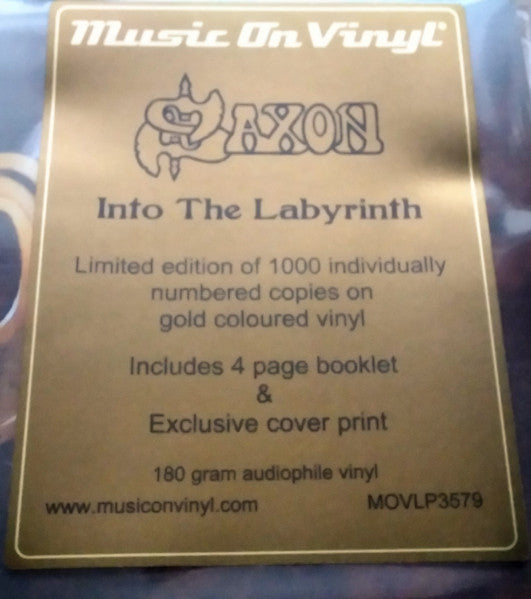 Music On Vinyl®
SAXON
Into The Labyrinth
Limited edition of 1000 individually
numbered copies on
gold coloured vinyl
Includes 4 page booklet
&
Exclusive cover print
180 gram audiophile vinyl
www.musiconvinyl.com MOVLP3579